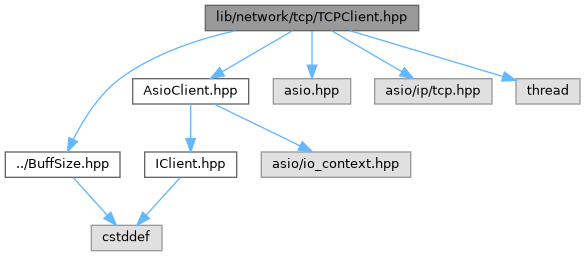 lib/network/tcp/TCPClient.hpp
AsioClient.hpp
asio.hpp
asio/ip/tcp.hpp
thread
../BuffSize.hpp
IClient.hpp
asio/io_context.hpp
cstddef